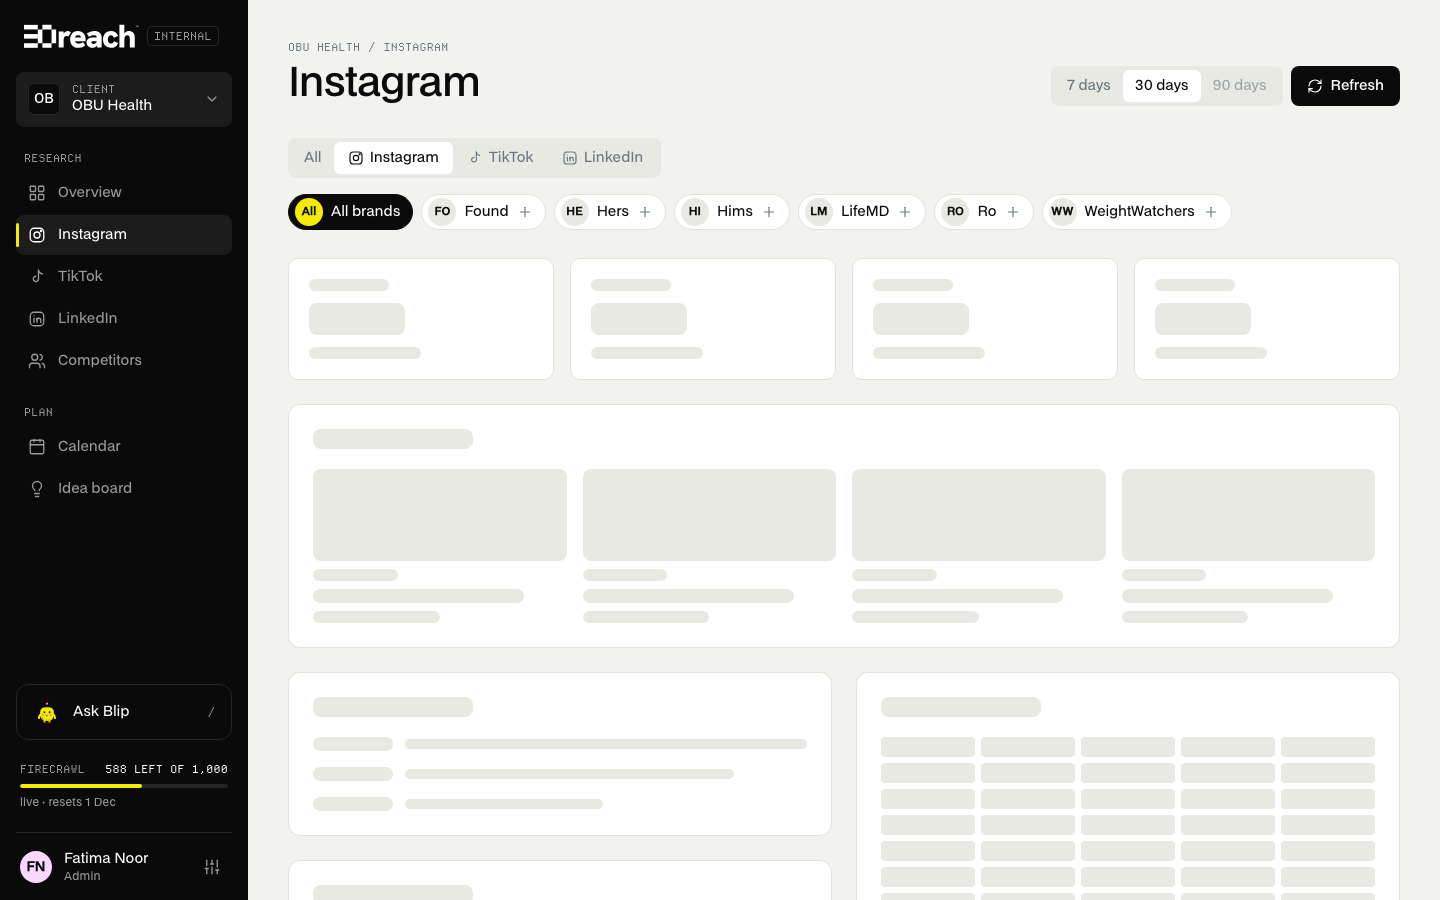 reach
INTERNAL
OB
CLIENT
OBU Health
RESEARCH
Overview
Instagram
TikTok
LinkedIn
Competitors
PLAN
Calendar
Idea board
Ask Blip /
FIRECRAWL 588 LEFT OF 1,000
live · resets 1 Dec
FN
Fatima Noor
Admin
OBU HEALTH / INSTAGRAM
Instagram
7 days 30 days 90 days Refresh
All Instagram TikTok LinkedIn
All All brands FO Found HE Hers HI Hims LM LifeMD RO Ro WW WeightWatchers